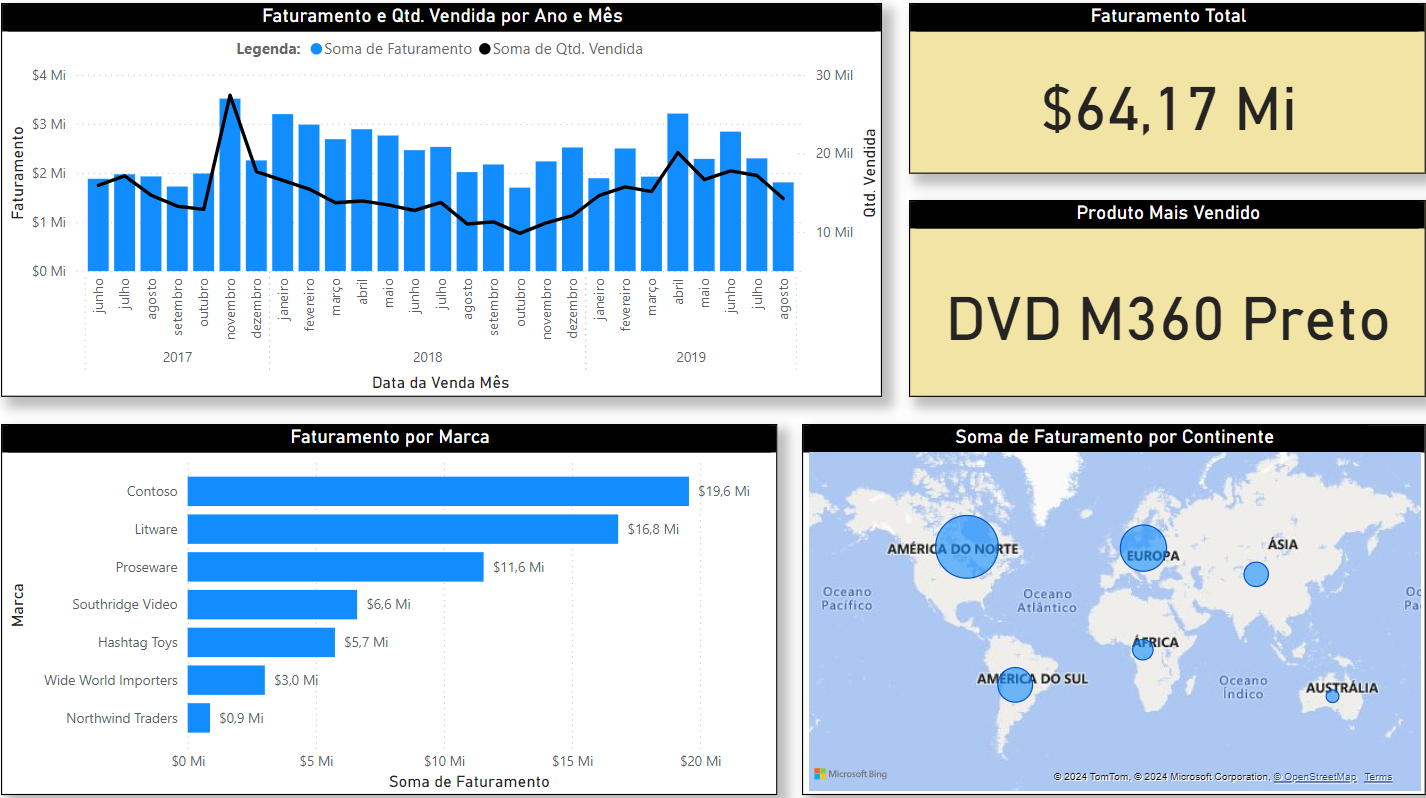 Faturamento e Qtd. Vendida por Ano e Mês
Legenda: Soma de Faturamento Soma de Qtd. Vendida
$4 Mi
$3 Mi
$2 Mi
$1 Mi
$0 Mi
Faturamento
30 Mil
20 Mil
10 Mil
Qtd. Vendida
junho
julho
agosto
setembro
outubro
novembro
dezembro
janeiro
fevereiro
março
abril
maio
junho
julho
agosto
setembro
outubro
novembro
dezembro
janeiro
fevereiro
março
abril
maio
junho
julho
agosto
2017 2018 2019
Data da Venda Mês
Faturamento Total
$64,17 Mi
Produto Mais Vendido
DVD M360 Preto
Faturamento por Marca
Marca
Contoso $19,6 Mi
Litware $16,8 Mi
Proseware $11,6 Mi
Southridge Video $6,6 Mi
Hashtag Toys $5,7 Mi
Wide World Importers $3,0 Mi
Northwind Traders $0,9 Mi
$0 Mi $5 Mi $10 Mi $15 Mi $20 Mi
Soma de Faturamento
Soma de Faturamento por Continente
AMÉRICA DO NORTE
EUROPA
ÁSIA
Oceano
Pacífico
Oceano
Atlântico
Oc
Pa
ÁFRICA
AMÉRICA DO SUL
Oceano
Índico
AUSTRÁLIA
Microsoft Bing
© 2024 TomTom, © 2024 Microsoft Corporation, © OpenStreetMap Terms